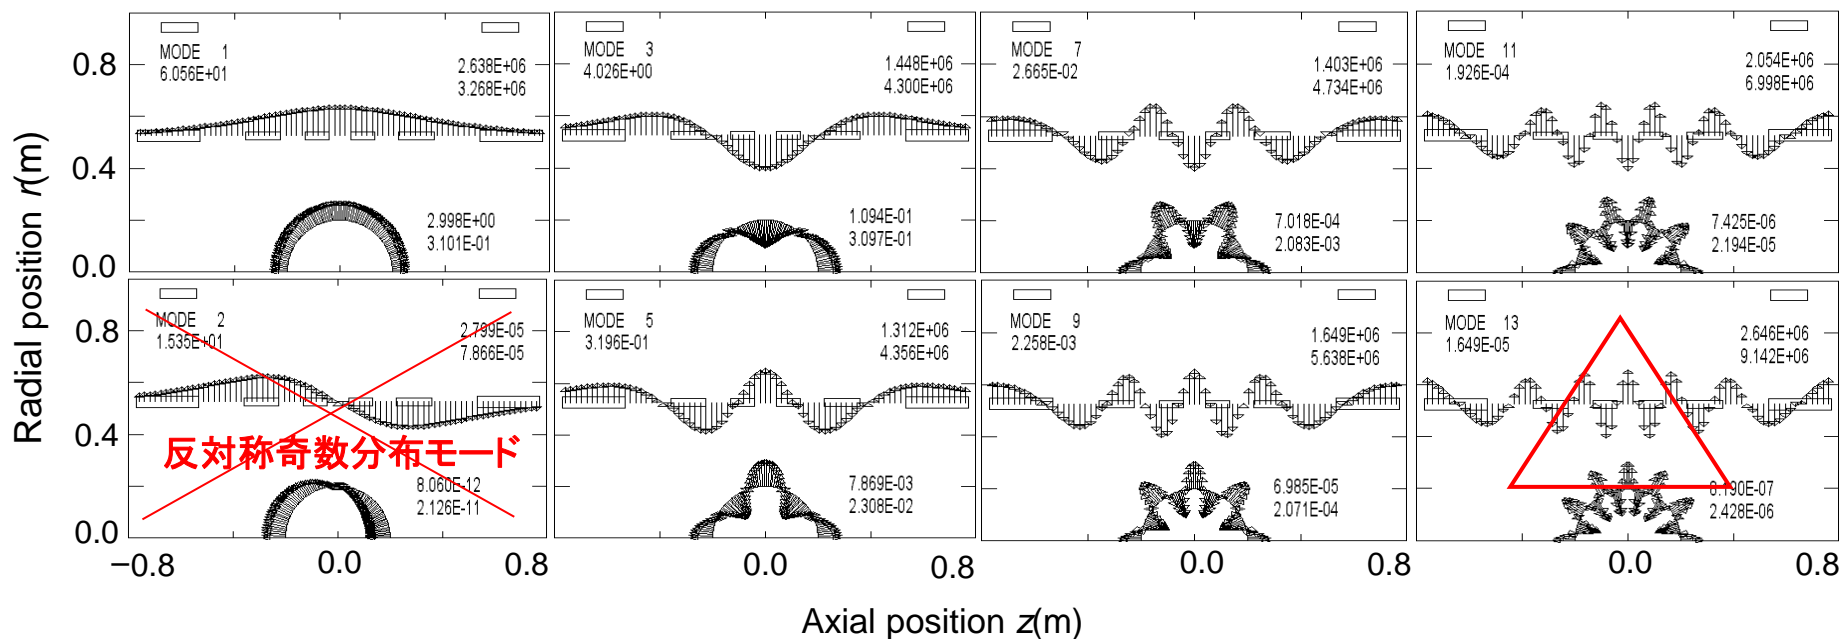 Radial position r(m)
0.8
0.4
0.0
MODE 1
6.056E+01
2.638E+06
3.268E+06
2.998E+00
3.101E-01
MODE 3
4.026E+00
1.448E+06
4.300E+06
1.094E-01
3.097E-01
MODE 7
2.665E-02
1.403E+06
4.734E+06
7.018E-04
2.083E-03
MODE 11
1.926E-04
2.054E+06
6.998E+06
7.425E-06
2.194E-05
0.8
0.4
0.0
MODE 2
1.535E+01
2.799E-05
7.866E-05
反対称奇数分布モード
8.060E-12
2.126E-11
MODE 5
3.196E-01
1.312E+06
4.356E+06
7.869E-03
2.308E-02
MODE 9
2.258E-03
1.649E+06
5.638E+06
6.985E-05
2.071E-04
MODE 13
1.649E-05
2.646E+06
9.142E+06
8.190E-07
2.428E-06
−0.8 0.0 0.8
0.0 0.8
0.0 0.8
0.0 0.8
Axial position z(m)